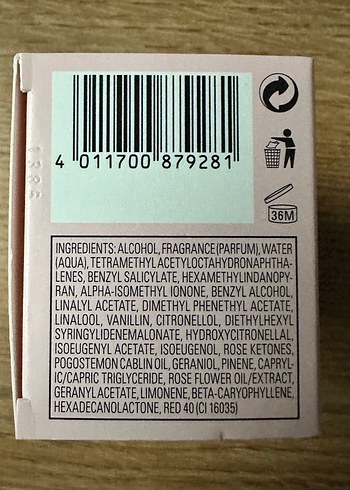 4 011700 879281
36M
1385
INGREDIENTS: ALCOHOL, FRAGRANCE (PARFUM), WATER
(AQUA), TETRAMETHYL ACETYLOCTAHYDRONAPHTHA-
LENES, BENZYL SALICYLATE, HEXAMETHYLINDANOPY-
RAN, ALPHA-ISOMETHYL IONONE, BENZYL ALCOHOL,
LINALYL ACETATE, DIMETHYL PHENETHYL ACETATE,
LINALOOL, VANILLIN, CITRONELLOL, DIETHYLHEXYL
SYRINGYLIDENEMALONATE, HYDROXYCITRONELLAL,
ISOEUGENYL ACETATE, ISOEUGENOL, ROSE KETONES,
POGOSTEMON CABLIN OIL, GERANIOL, PINENE, CAPRYL-
IC/CAPRIC TRIGLYCERIDE, ROSE FLOWER OIL/EXTRACT,
GERANYL ACETATE, LIMONENE, BETA-CARYOPHYLLENE,
HEXADECANOLACTONE, RED 40 (CI 16035)